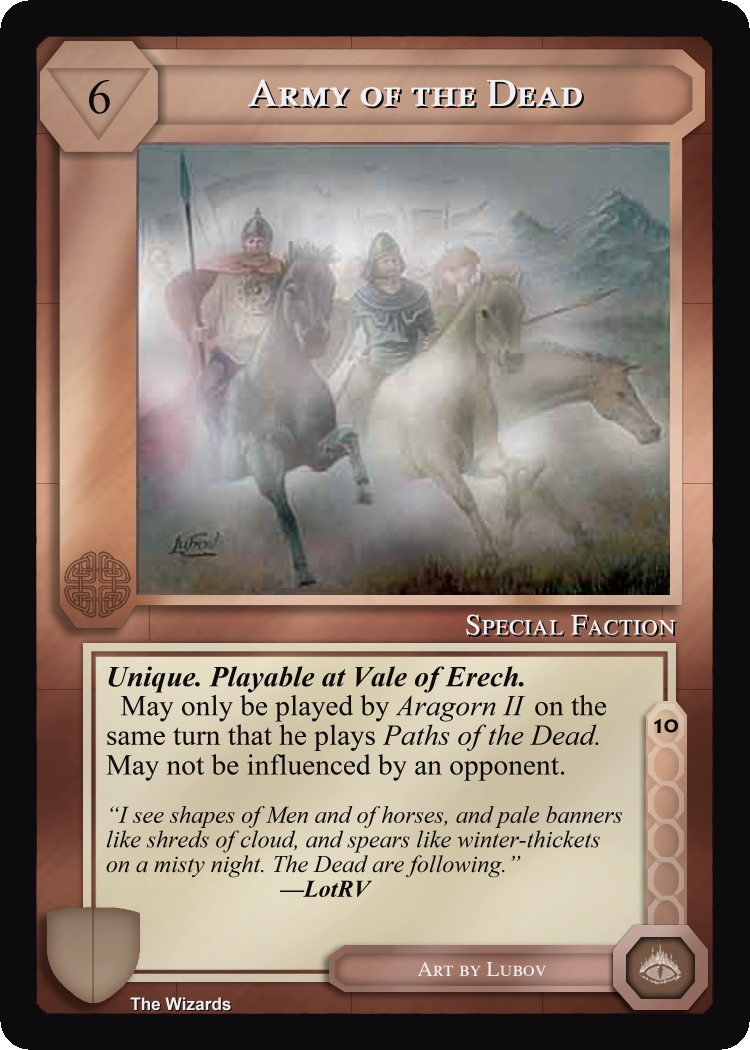 6
Army of the Dead
Lubov
Special Faction
Unique. Playable at Vale of Erech.
May only be played by Aragorn II on the
same turn that he plays Paths of the Dead.
May not be influenced by an opponent.
10
“I see shapes of Men and of horses, and pale banners
like shreds of cloud, and spears like winter-thickets
on a misty night. The Dead are following.”
—LotRV
Art by Lubov
The Wizards